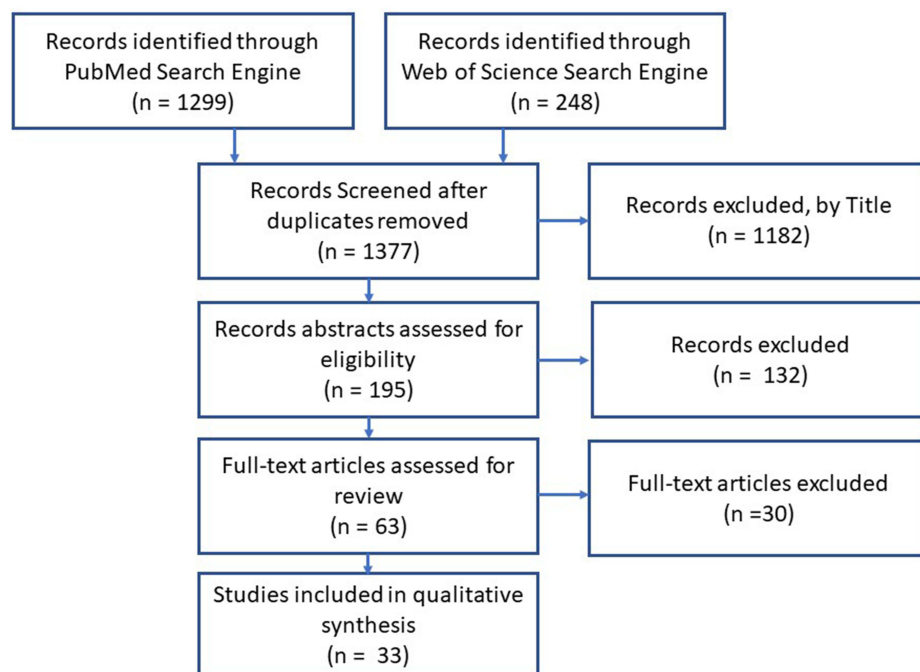 Records identified through
PubMed Search Engine
(n = 1299)
Records identified through
Web of Science Search Engine
(n = 248)
Records Screened after
duplicates removed
(n = 1377)
Records excluded, by Title
(n = 1182)
Records abstracts assessed for
eligibility
(n = 195)
Records excluded
(n = 132)
Full-text articles assessed for
review
(n = 63)
Full-text articles excluded
(n =30)
Studies included in qualitative
synthesis
(n = 33)